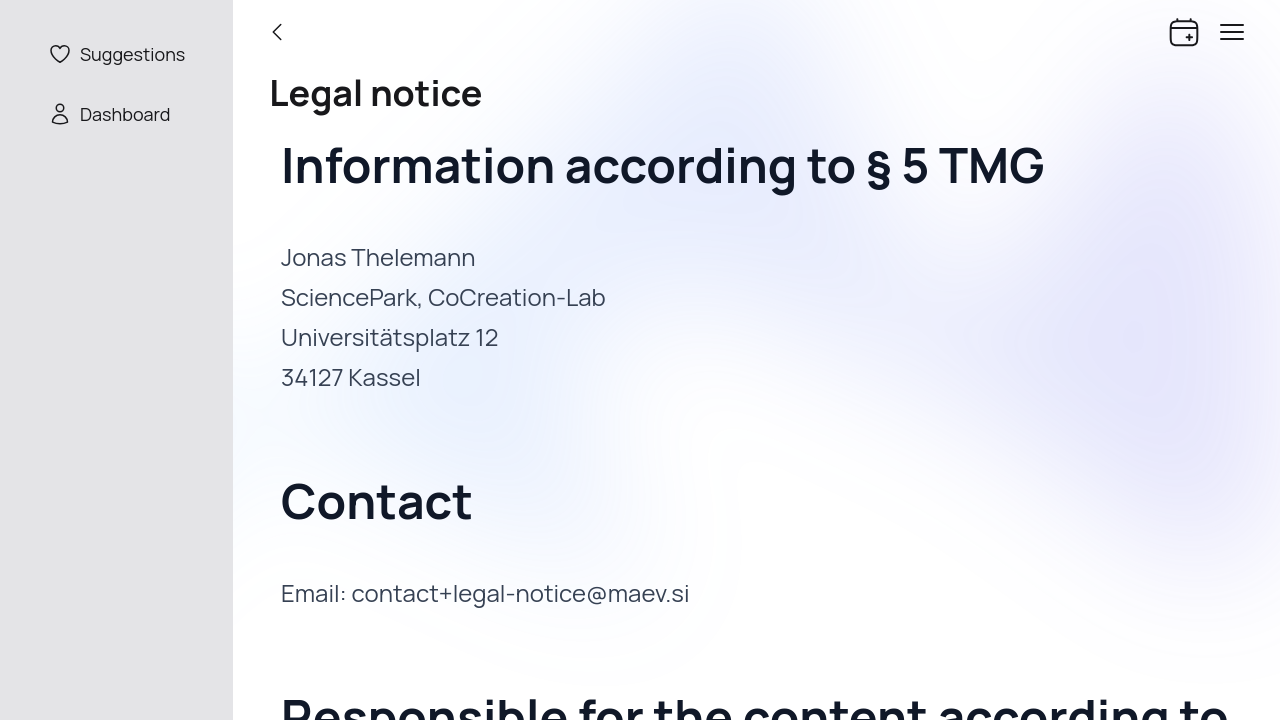 Suggestions
Dashboard
Legal notice
Information according to § 5 TMG
Jonas Thelemann
SciencePark, CoCreation-Lab
Universitätsplatz 12
34127 Kassel
Contact
Email: contact+legal-notice@maev.si
Responsible for the content according to